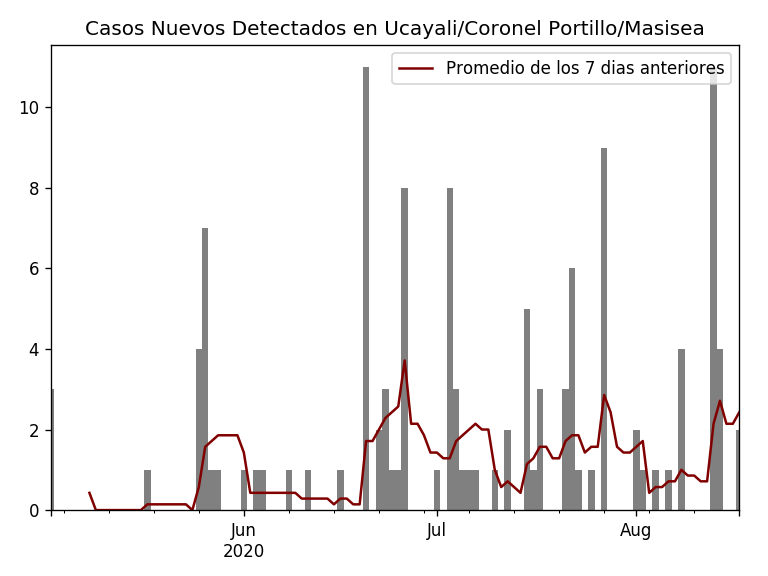 Casos Nuevos Detectados en Ucayali/Coronel Portillo/Masisea
Promedio de los 7 dias anteriores
10
8
6
4
2
0
Jun
2020
Jul
Aug